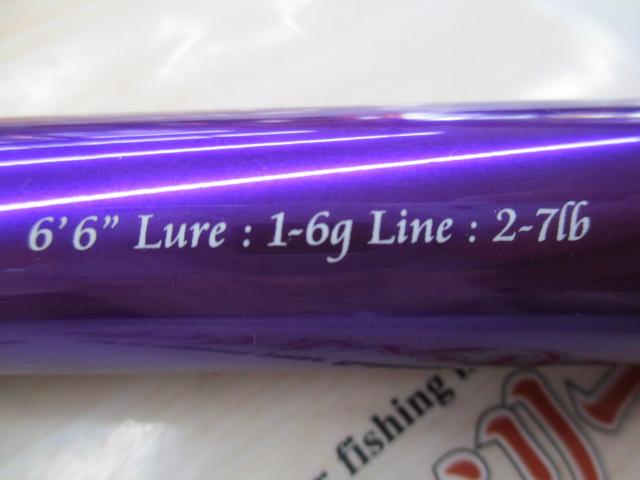 6’6” Lure : 1-6g Line : 2-7lb
fishing